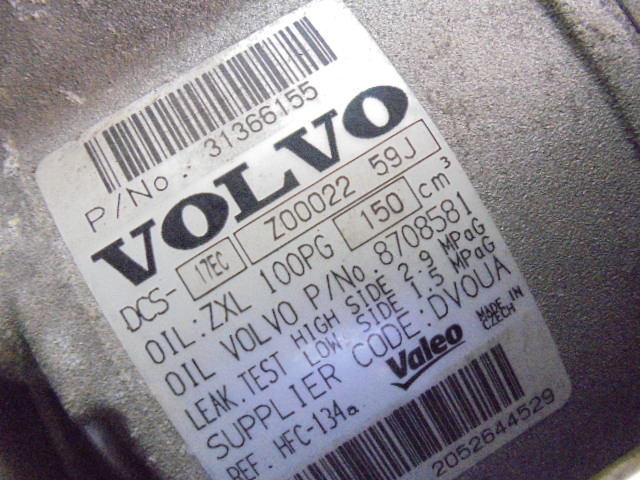 P/No. 31366155
VOLVO
DCS-17EC Z00022 59J
OIL:ZXL 100PG 150 cm³
OIL VOLVO P/No. 8708581
LEAK.TEST HIGH SIDE 2.9 MPaG
LOW SIDE 1.5 MPaG
SUPPLIER CODE:DVOUA
REF. HFC-134a
Valeo
MADE IN
CZECH
2052644529